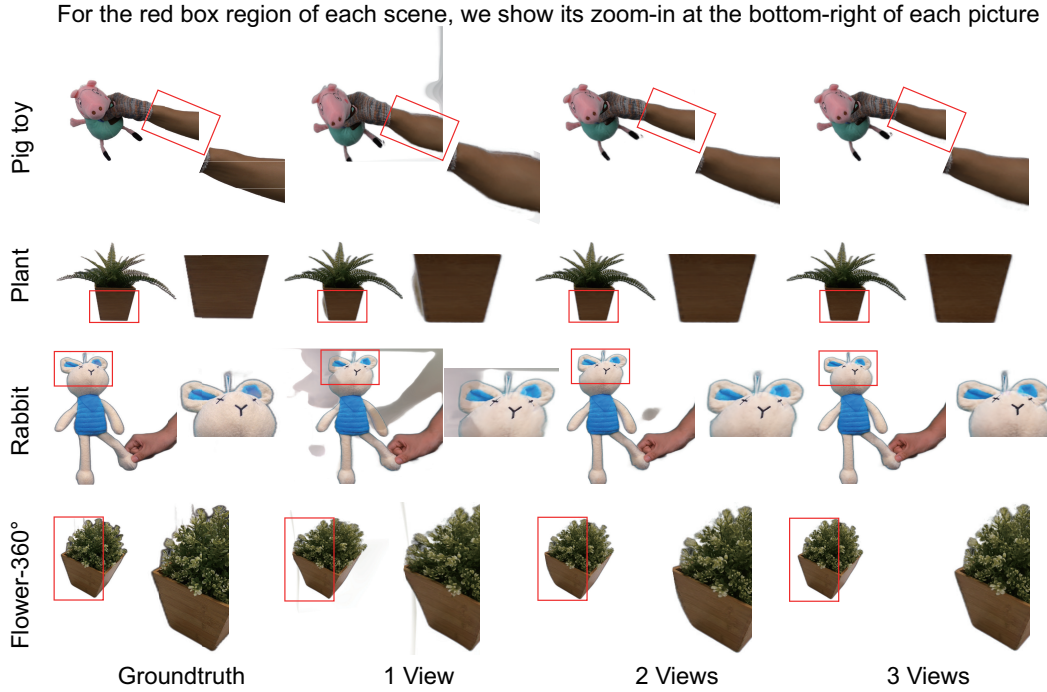 For the red box region of each scene, we show its zoom-in at the bottom-right of each picture
Pig toy
Plant
Rabbit
Flower-360°
Groundtruth
1 View
2 Views
3 Views